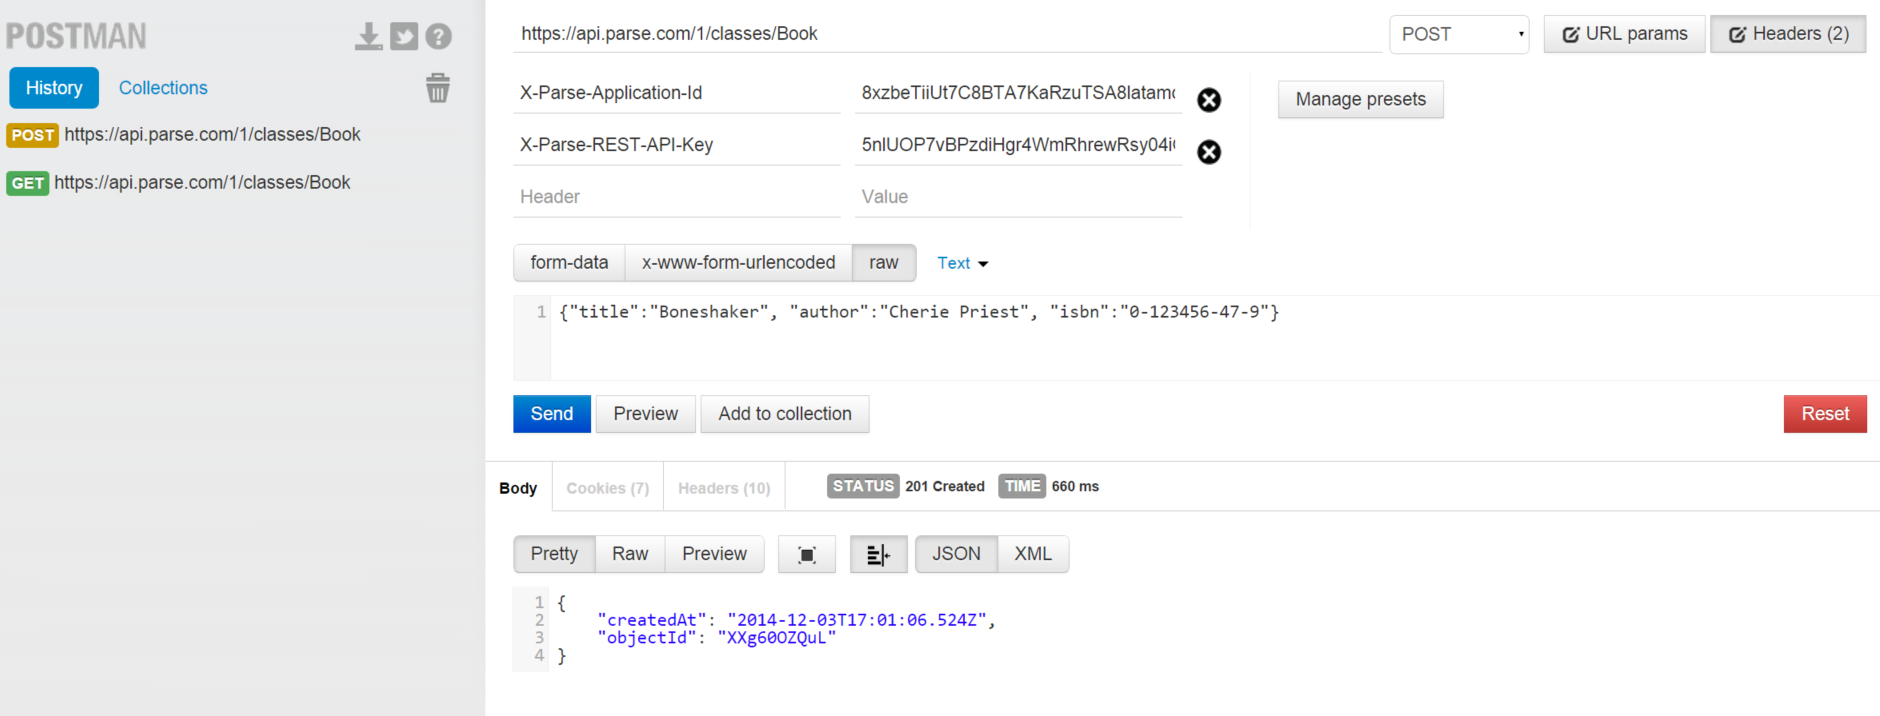 POSTMAN
History Collections
POST https://api.parse.com/1/classes/Book
GET https://api.parse.com/1/classes/Book
https://api.parse.com/1/classes/Book POST URL params Headers (2)
X-Parse-Application-Id 8xzbeTiiUt7C8BTA7KaRzuTSA8latam
X-Parse-REST-API-Key 5nlUOP7vBPzdiHgr4WmRhrewRsy04i
Manage presets
Header Value
form-data x-www-form-urlencoded raw Text
1 {"title":"Boneshaker", "author":"Cherie Priest", "isbn":"0-123456-47-9"}
Send Preview Add to collection Reset
Body Cookies (7) Headers (10) STATUS 201 Created TIME 660 ms
Pretty Raw Preview JSON XML
1 {
2 "createdAt": "2014-12-03T17:01:06.524Z",
3 "objectId": "XXg60OZQuL"
4 }